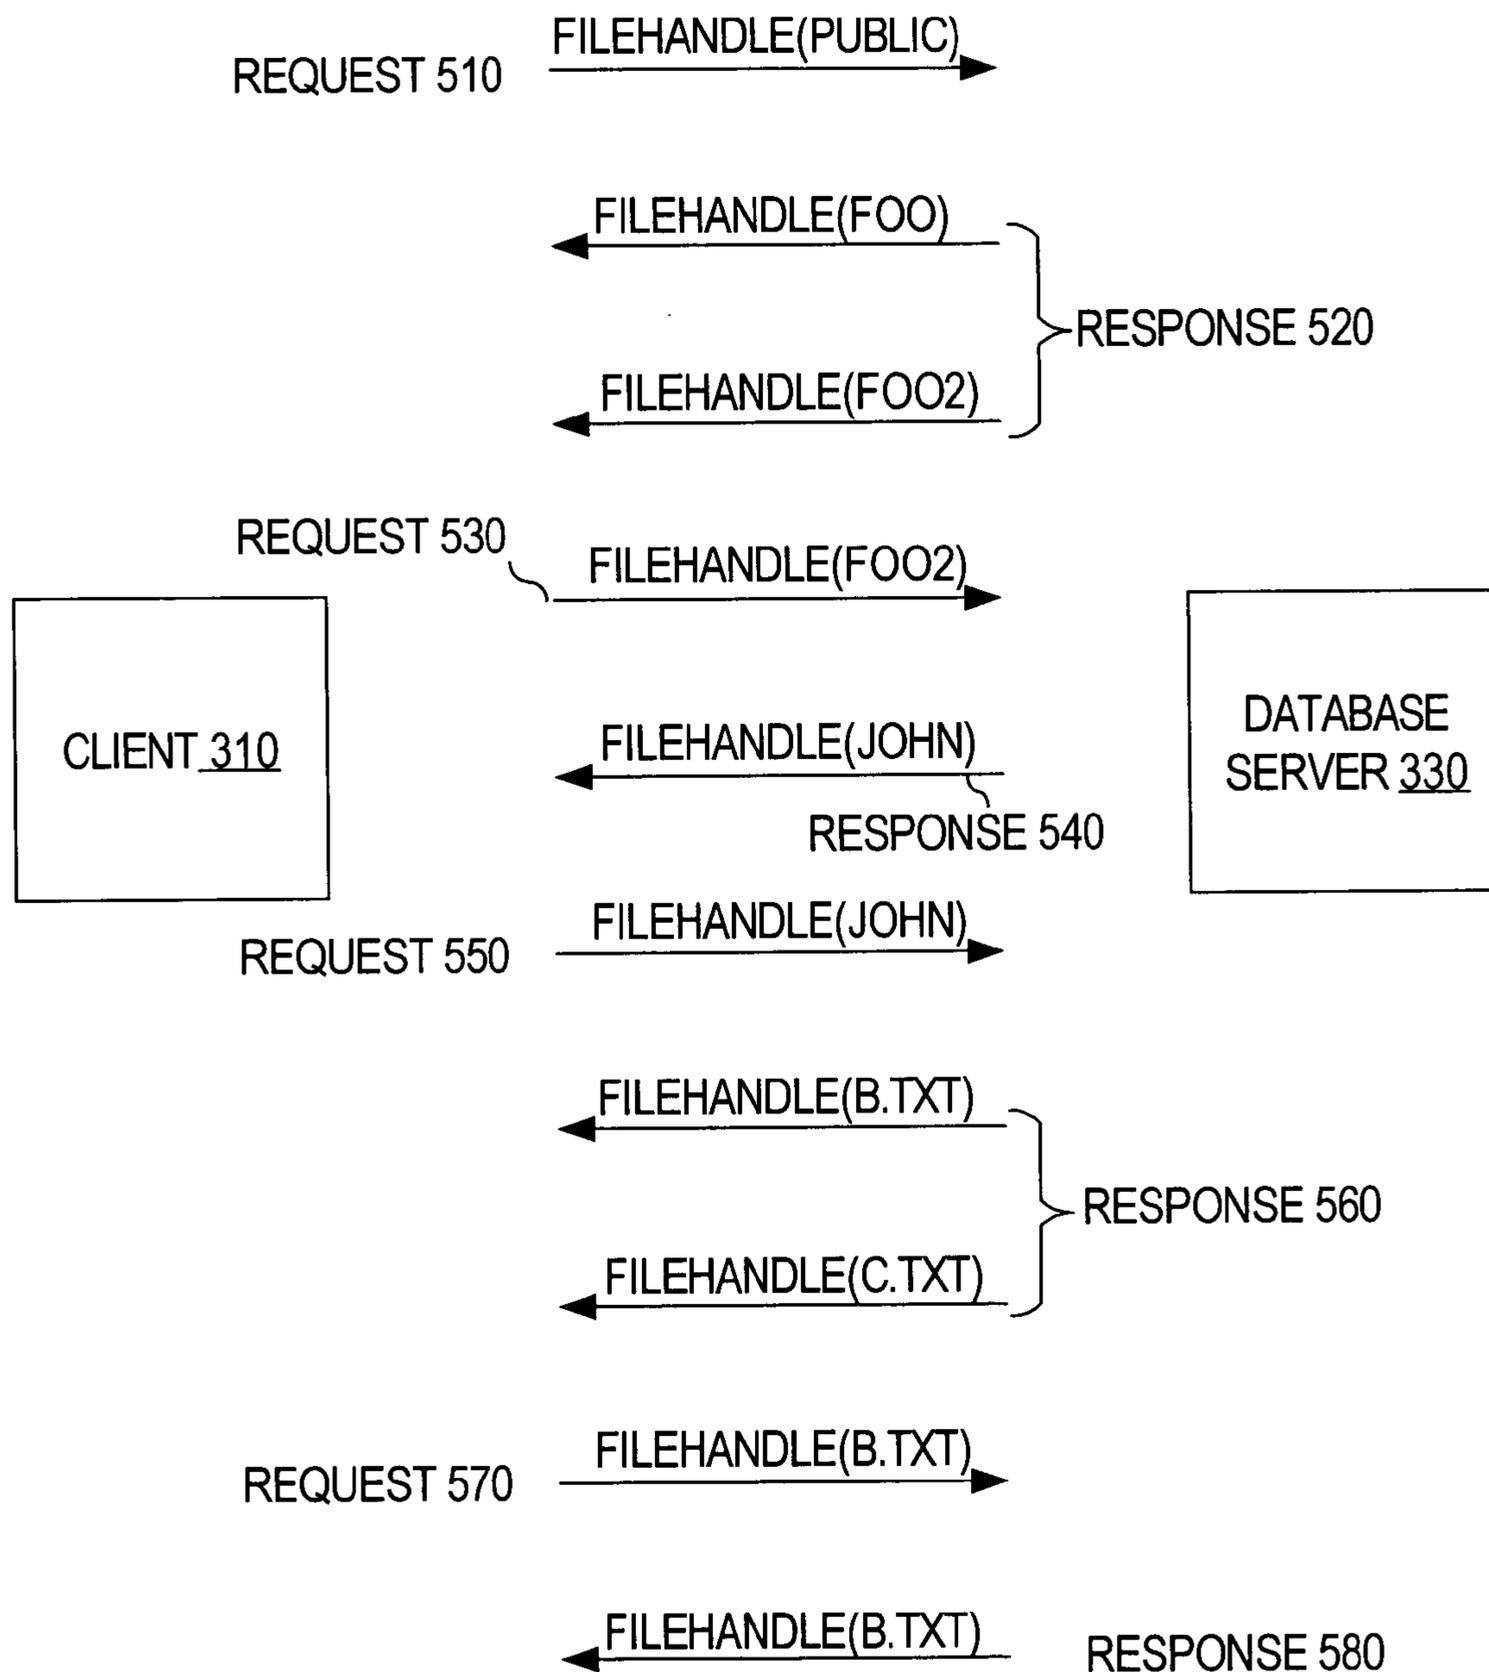 FILEHANDLE(PUBLIC)
REQUEST 510
FILEHANDLE(FOO)
RESPONSE 520
FILEHANDLE(FOO2)
REQUEST 530
FILEHANDLE(FOO2)
CLIENT 310
DATABASE
SERVER 330
FILEHANDLE(JOHN)
RESPONSE 540
FILEHANDLE(JOHN)
REQUEST 550
FILEHANDLE(B.TXT)
RESPONSE 560
FILEHANDLE(C.TXT)
FILEHANDLE(B.TXT)
REQUEST 570
FILEHANDLE(B.TXT)
RESPONSE 580